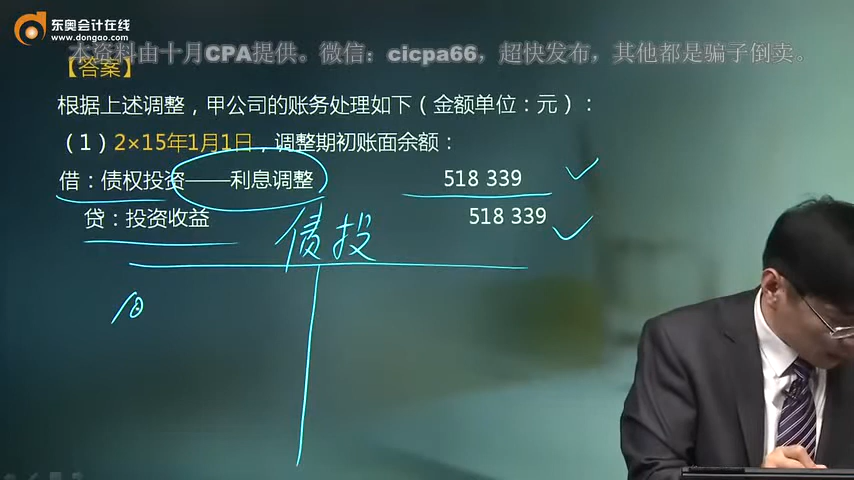 东奥会计在线
www.dongao.com
本资料由十月CPA提供。微信：cicpa66，超快发布，其他都是骗子倒卖。
【答案】
根据上述调整，甲公司的账务处理如下（金额单位：元）：
（1）2×15年1月1日，调整期初账面余额：
借：债权投资——利息调整 518 339
贷：投资收益 518 339
债投